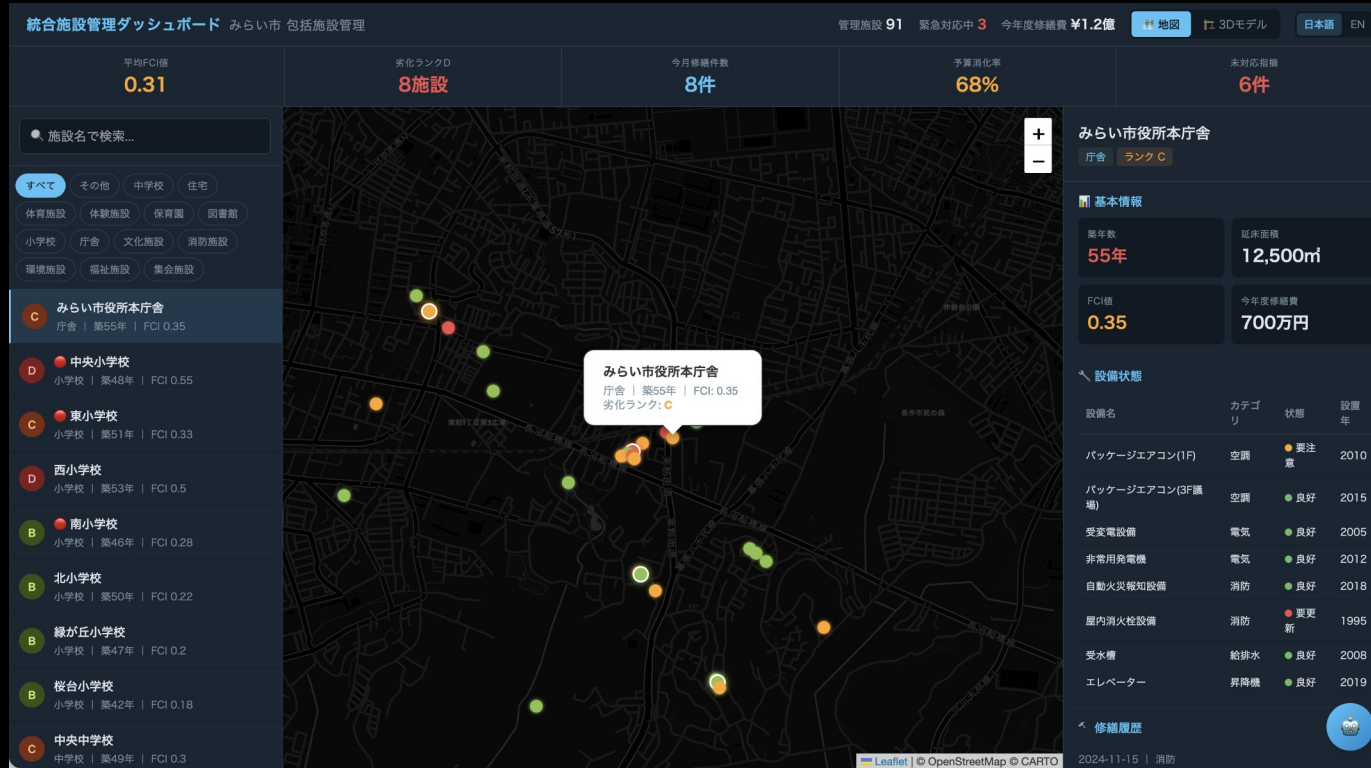 統合施設管理ダッシュボード みらい市 包括施設管理
管理施設 91 緊急対応中 3 今年度修繕費 ¥1.2億 地図 3Dモデル 日本語 EN
平均FCI値
0.31
劣化ランクD
8施設
今月修繕件数
8件
予算消化率
68%
未対応指摘
6件
施設名で検索...
すべて その他 中学校 住宅
体育施設 体験施設 保育園 図書館
小学校 庁舎 文化施設 消防施設
環境施設 福祉施設 集会施設
C みらい市役所本庁舎
庁舎 | 築55年 | FCI 0.35
D 中央小学校
小学校 | 築48年 | FCI 0.55
C 東小学校
小学校 | 築51年 | FCI 0.33
D 西小学校
小学校 | 築53年 | FCI 0.5
B 南小学校
小学校 | 築46年 | FCI 0.28
B 北小学校
小学校 | 築50年 | FCI 0.22
B 緑が丘小学校
小学校 | 築47年 | FCI 0.2
B 桜台小学校
小学校 | 築42年 | FCI 0.18
C 中央中学校
中学校 | 築49年 | FCI 0.3
+
−
みらい市役所本庁舎
庁舎 | 築55年 | FCI: 0.35
劣化ランク: C
Leaflet | © OpenStreetMap © CARTO
みらい市役所本庁舎
庁舎 ランク C
基本情報
築年数
55年
延床面積
12,500㎡
FCI値
0.35
今年度修繕費
700万円
設備状態
設備名 カテゴリ 状態 設置年
パッケージエアコン(1F) 空調 要注意 2010
パッケージエアコン(3F議場) 空調 良好 2015
受変電設備 電気 良好 2005
非常用発電機 電気 良好 2012
自動火災報知設備 消防 良好 2018
屋内消火栓設備 消防 要更新 1995
受水槽 給排水 良好 2008
エレベーター 昇降機 良好 2019
修繕履歴
2024-11-15 | 消防